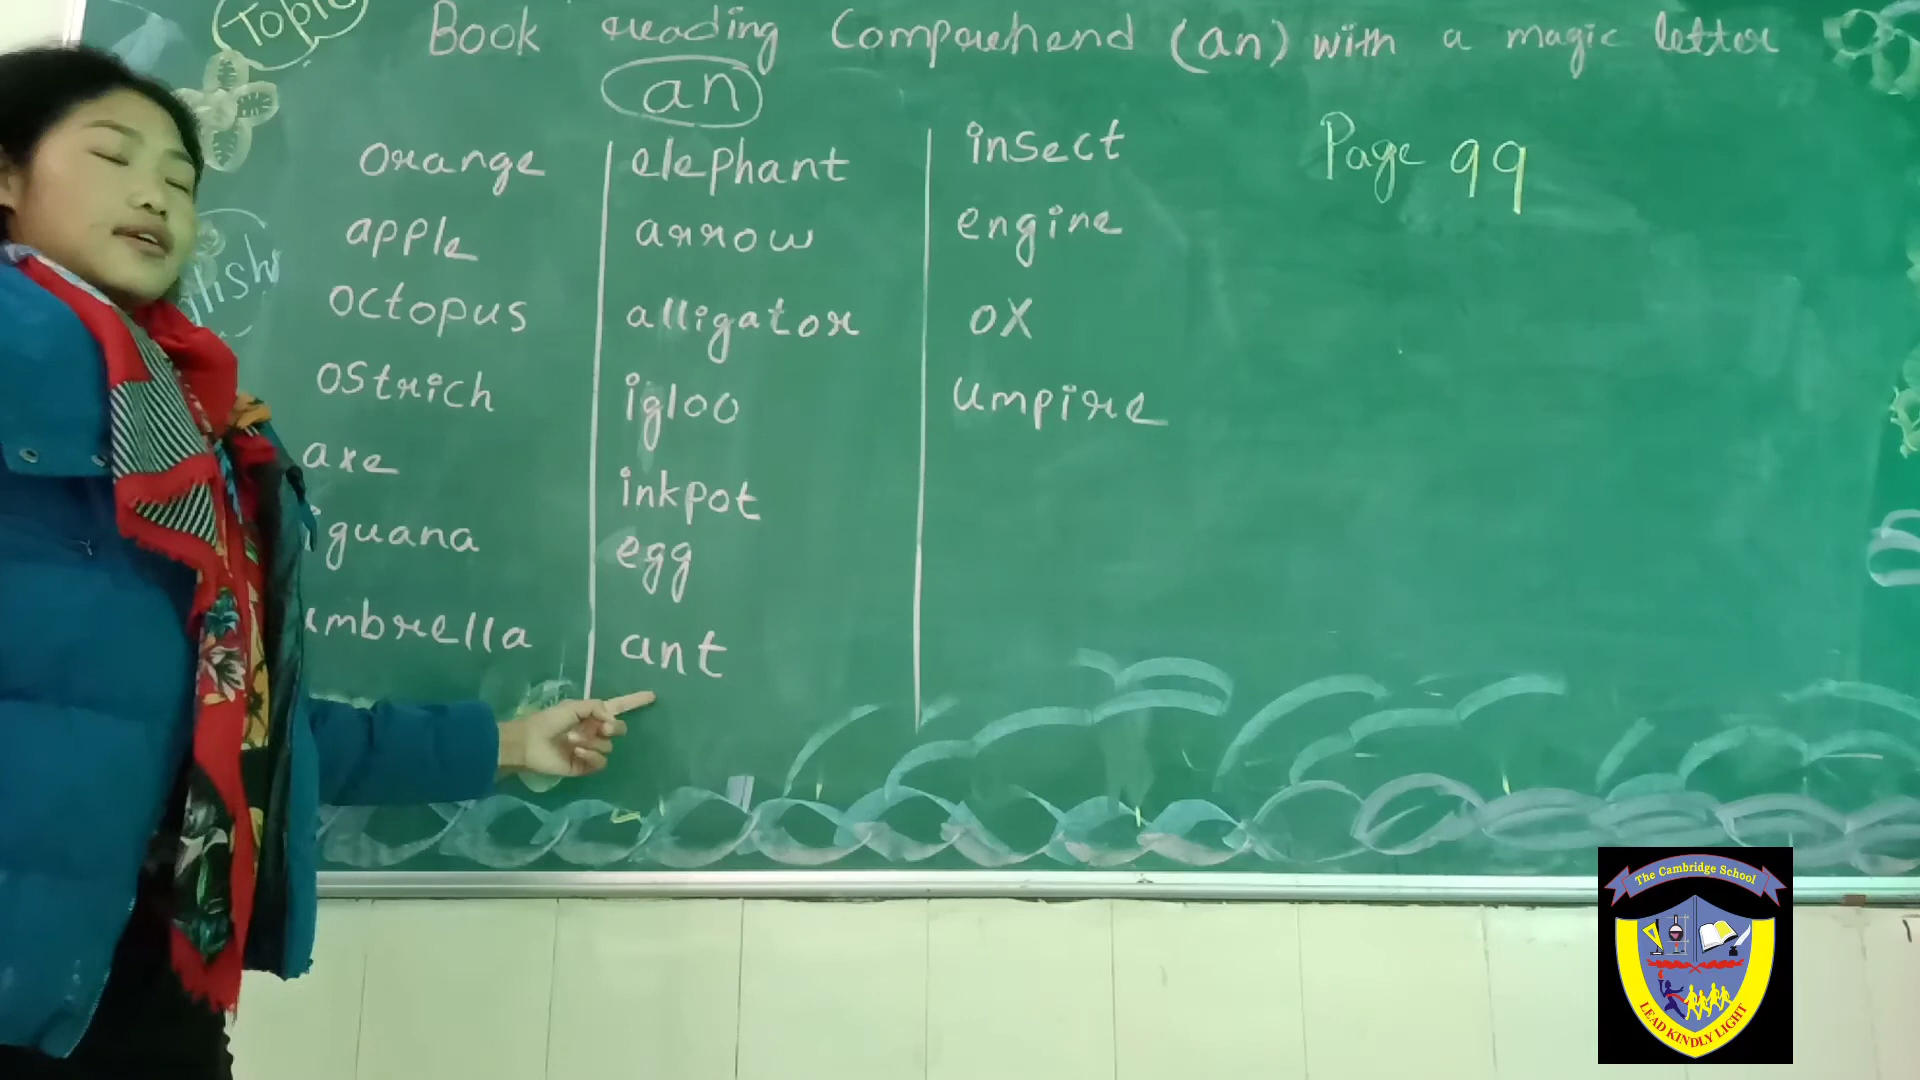 Topic
Book reading Comprehend (an) with a magic letter
an
Page 99
orange
apple
octopus
ostrich
axe
iguana
umbrella
elephant
arrow
alligator
igloo
inkpot
egg
ant
insect
engine
ox
umpire
The Cambridge School
LEAD KINDLY LIGHT